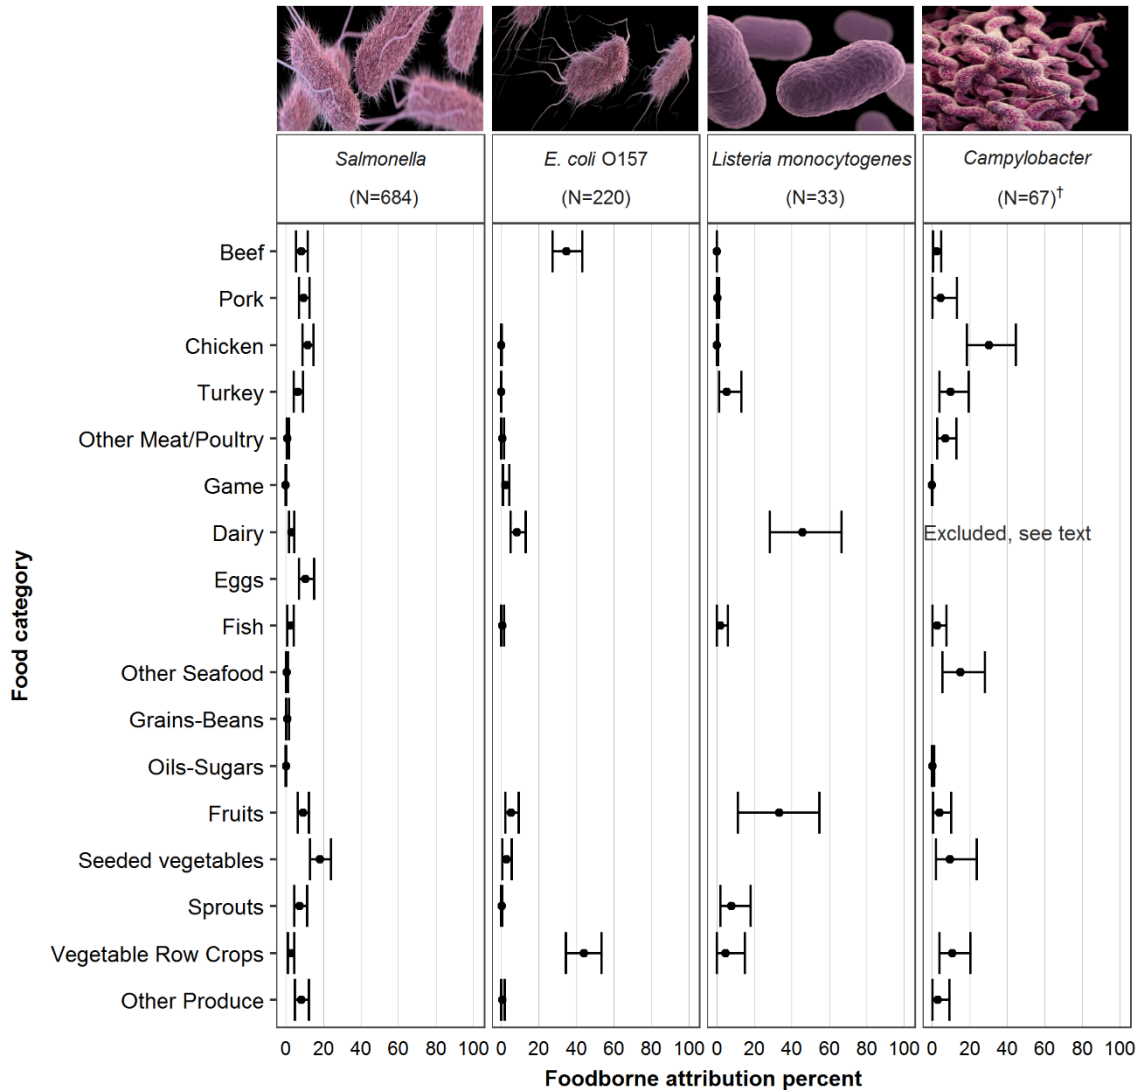 Salmonella
(N=684)
E. coli O157
(N=220)
Listeria monocytogenes
(N=33)
Campylobacter
(N=67)†
Food category
Beef
Pork
Chicken
Turkey
Other Meat/Poultry
Game
Dairy
Excluded, see text
Eggs
Fish
Other Seafood
Grains-Beans
Oils-Sugars
Fruits
Seeded vegetables
Sprouts
Vegetable Row Crops
Other Produce
0 20 40 60 80 100
0 20 40 60 80 100
0 20 40 60 80 100
0 20 40 60 80 100
Foodborne attribution percent